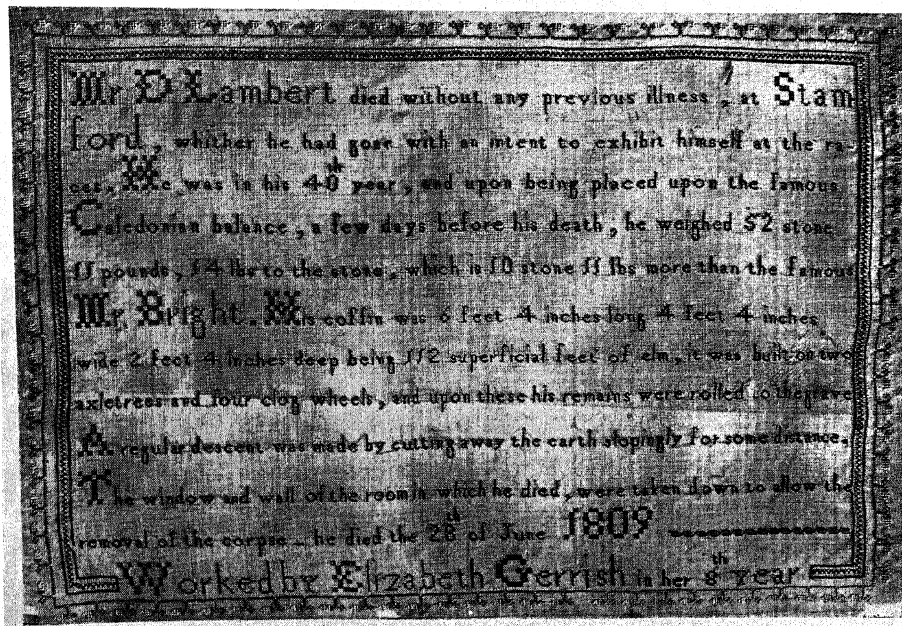 Mr D Lambert died without any previous illness, at Stam
ford, whither he had gone with an intent to exhibit himself at the ra-
ces. He was in his 40th year, and upon being placed upon the famous
Caledonian balance, a few days before his death, he weighed 52 stone
11 pounds, 14 lbs to the stone, which is 10 stone 11 lbs more than the famous
Mr Bright. His coffin was 6 feet 4 inches long 4 feet 4 inches
wide 2 feet 4 inches deep being 112 superficial feet of elm, it was built on two
axletrees and four clog wheels, and upon these his remains were rolled to the grave
A regular descent was made by cutting away the earth slopingly for some distance.
The window and wall of the room in which he died, were taken down to allow the
removal of the corpse – he died the 28th of June 1809
Worked by Elizabeth Gerrish in her 8th year